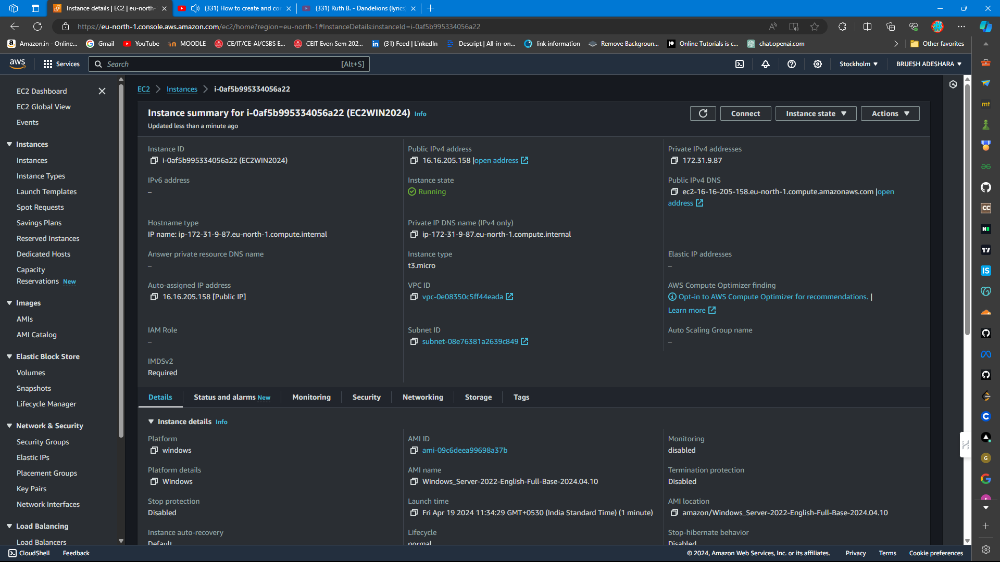 Instance details | EC2 | eu-north-
(331) How to create and cor
(331) Ruth B. - Dandelions (lyrics)
https://eu-north-1.console.aws.amazon.com/ec2/home?region=eu-north-1#InstanceDetails:instanceId=i-0af5b995334056a22
Amazon.in - Online...
Gmail
YouTube
MOODLE
CE/IT/CE-AI/CSBS E...
CEIT Even Sem 202...
(31) Feed | LinkedIn
Descript | All-in-on...
link information
Remove Backgroun...
Online Tutorials is c...
chat.openai.com
Other favorites
aws
Services
Search
[Alt+S]
Stockholm
BRIJESH ADESHARA
EC2 Dashboard
EC2 Global View
Events
Instances
Instances
Instance Types
Launch Templates
Spot Requests
Savings Plans
Reserved Instances
Dedicated Hosts
Capacity
Reservations New
Images
AMIs
AMI Catalog
Elastic Block Store
Volumes
Snapshots
Lifecycle Manager
Network & Security
Security Groups
Elastic IPs
Placement Groups
Key Pairs
Network Interfaces
Load Balancing
Load Balancers
EC2
Instances
i-0af5b995334056a22
Instance summary for i-0af5b995334056a22 (EC2WIN2024) Info
Updated less than a minute ago
Connect
Instance state
Actions
Instance ID
i-0af5b995334056a22 (EC2WIN2024)
Public IPv4 address
16.16.205.158 |open address
Private IPv4 addresses
172.31.9.87
IPv6 address
–
Instance state
Running
Public IPv4 DNS
ec2-16-16-205-158.eu-north-1.compute.amazonaws.com |open
address
Hostname type
IP name: ip-172-31-9-87.eu-north-1.compute.internal
Private IP DNS name (IPv4 only)
ip-172-31-9-87.eu-north-1.compute.internal
Answer private resource DNS name
–
Instance type
t3.micro
Elastic IP addresses
–
Auto-assigned IP address
16.16.205.158 [Public IP]
VPC ID
vpc-0e08350c5ff44eada
AWS Compute Optimizer finding
Opt-in to AWS Compute Optimizer for recommendations. |
Learn more
IAM Role
–
Subnet ID
subnet-08e76381a2639c849
Auto Scaling Group name
–
IMDSv2
Required
Details
Status and alarms New
Monitoring
Security
Networking
Storage
Tags
Instance details Info
Platform
windows
AMI ID
ami-09c6deea99698a37b
Monitoring
disabled
Platform details
Windows
AMI name
Windows_Server-2022-English-Full-Base-2024.04.10
Termination protection
Disabled
Stop protection
Disabled
Launch time
Fri Apr 19 2024 11:34:29 GMT+0530 (India Standard Time) (1 minute)
AMI location
amazon/Windows_Server-2022-English-Full-Base-2024.04.10
Instance auto-recovery
Default
Lifecycle
normal
Stop-hibernate behavior
Disabled
mt
CC
IS
C
G
CloudShell
Feedback
© 2024, Amazon Web Services, Inc. or its affiliates.
Privacy
Terms
Cookie preferences